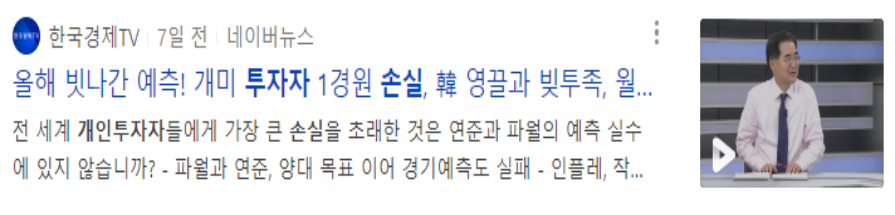 한국경제TV 7일 전 네이버뉴스
올해 빗나간 예측! 개미 투자자 1경원 손실, 韓 영끌과 빚투족, 월...
전 세계 개인투자자들에게 가장 큰 손실을 초래한 것은 연준과 파월의 예측 실수
에 있지 않습니까? - 파월과 연준, 양대 목표 이어 경기예측도 실패 - 인플레, 작...